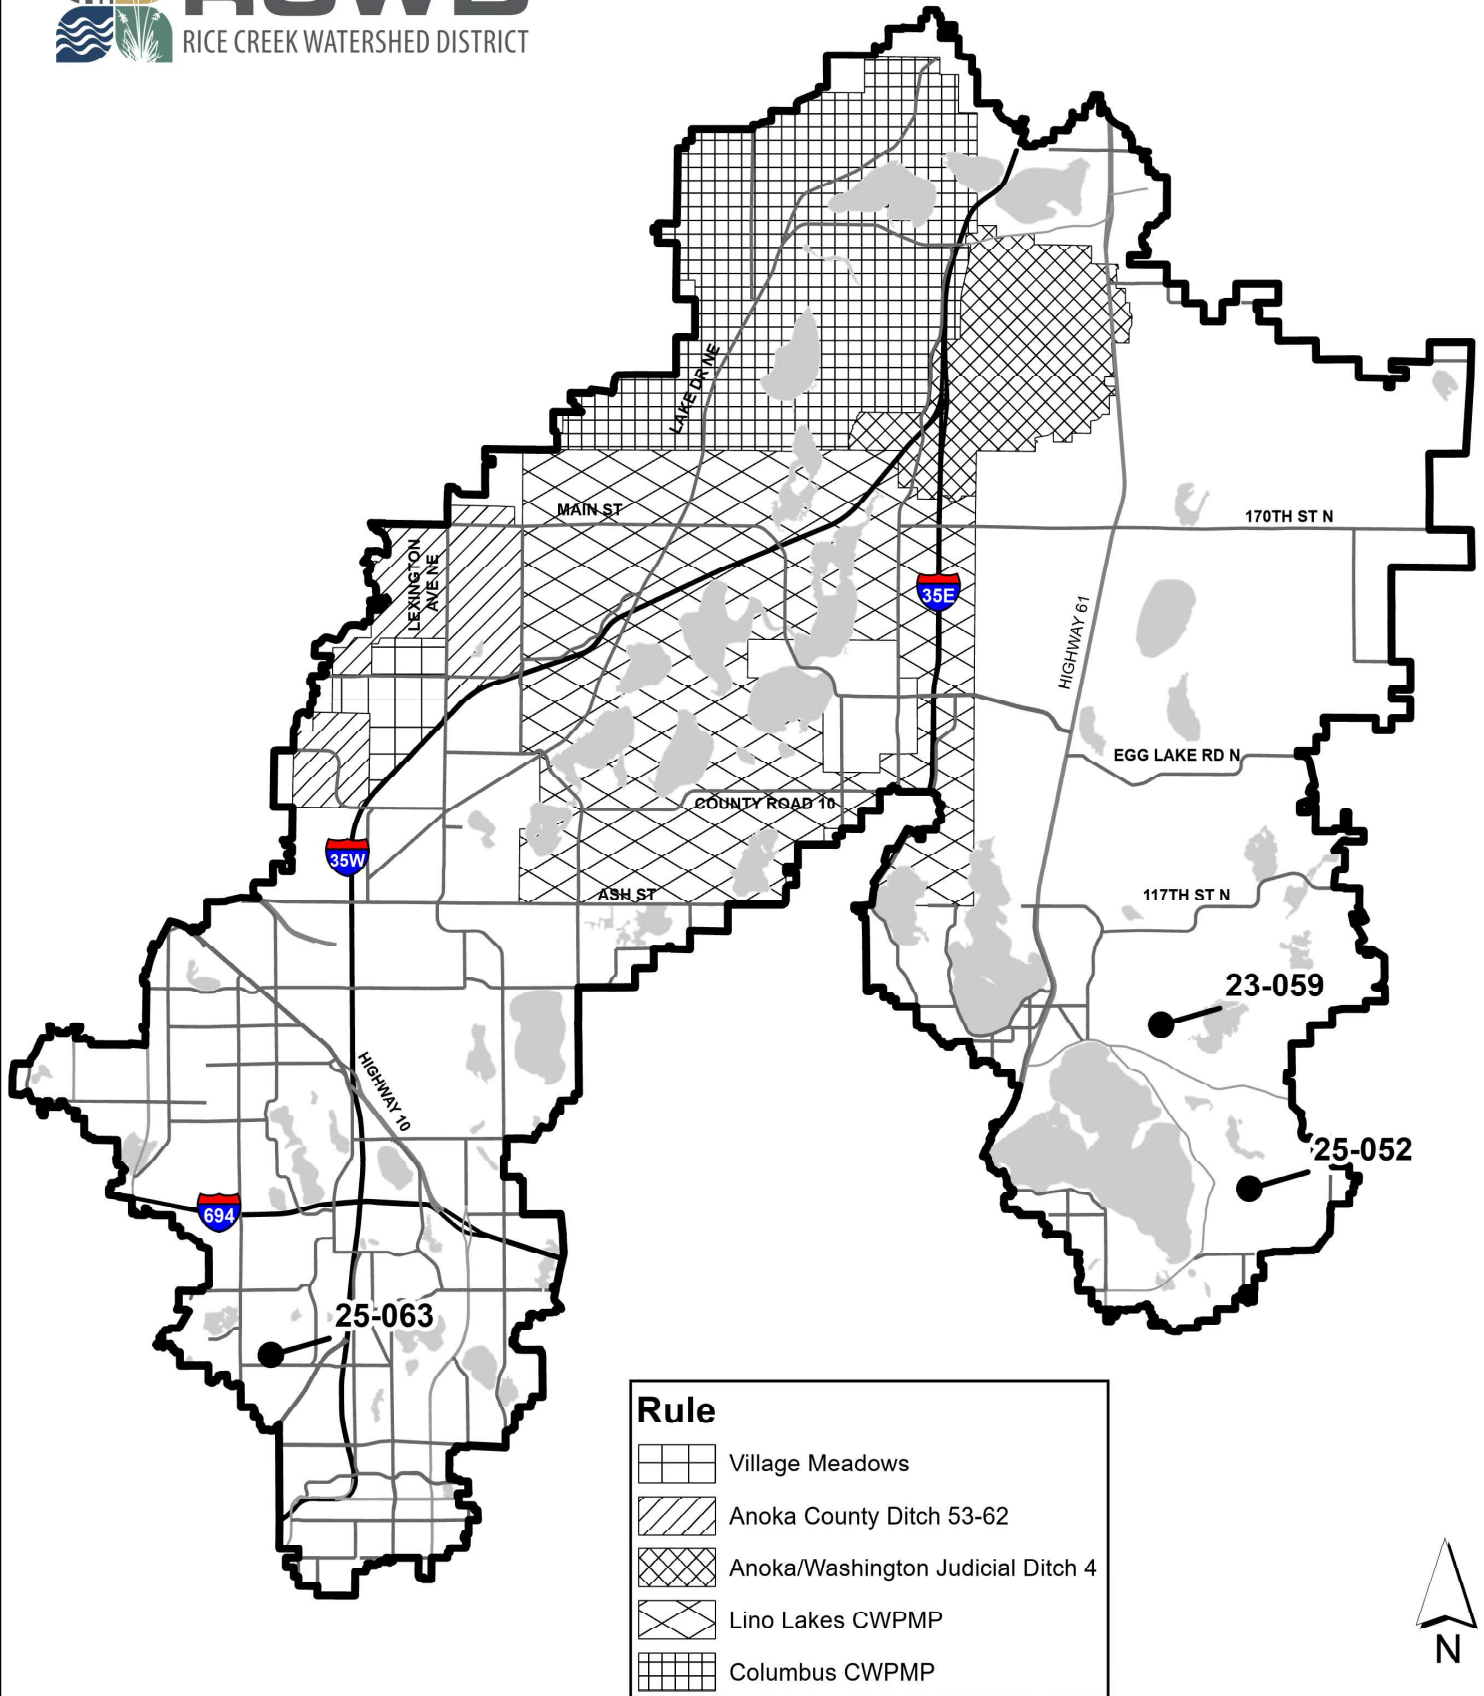 RCWD
RICE CREEK WATERSHED DISTRICT
LAKE DR NE
MAIN ST
170TH ST N
LEXINGTON
AVE NE
35E
HIGHWAY 61
EGG LAKE RD N
COUNTY ROAD 10
35W
ASH ST
117TH ST N
23-059
HIGHWAY 10
25-052
694
25-063
Rule
Village Meadows
Anoka County Ditch 53-62
Anoka/Washington Judicial Ditch 4
Lino Lakes CWPMP
Columbus CWPMP
N